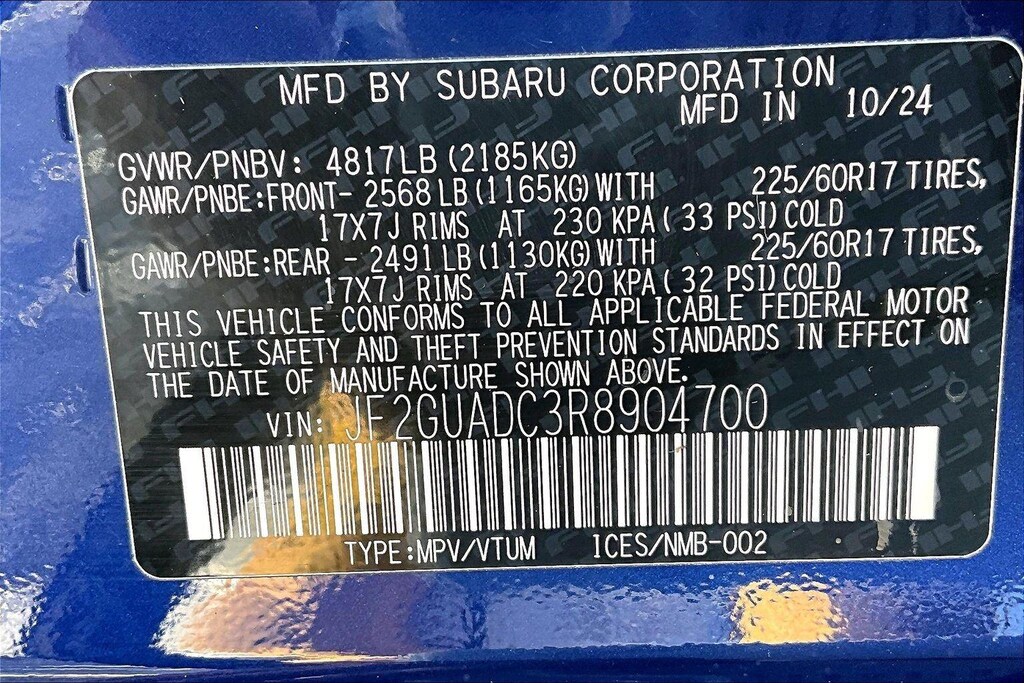 MFD BY SUBARU CORPORATION
MFD IN 10/24
GVWR/PNBV: 4817LB (2185KG)
GAWR/PNBE:FRONT- 2568 LB (1165KG) WITH 225/60R17 TIRES,
17X7J RIMS AT 230 KPA ( 33 PSI) COLD
GAWR/PNBE:REAR - 2491 LB (1130KG) WITH 225/60R17 TIRES,
17X7J RIMS AT 220 KPA ( 32 PSI) COLD
THIS VEHICLE CONFORMS TO ALL APPLICABLE FEDERAL MOTOR
VEHICLE SAFETY AND THEFT PREVENTION STANDARDS IN EFFECT ON
THE DATE OF MANUFACTURE SHOWN ABOVE.
VIN: JF2GUADC3R8904700
TYPE:MPV/VTUM ICES/NMB-002